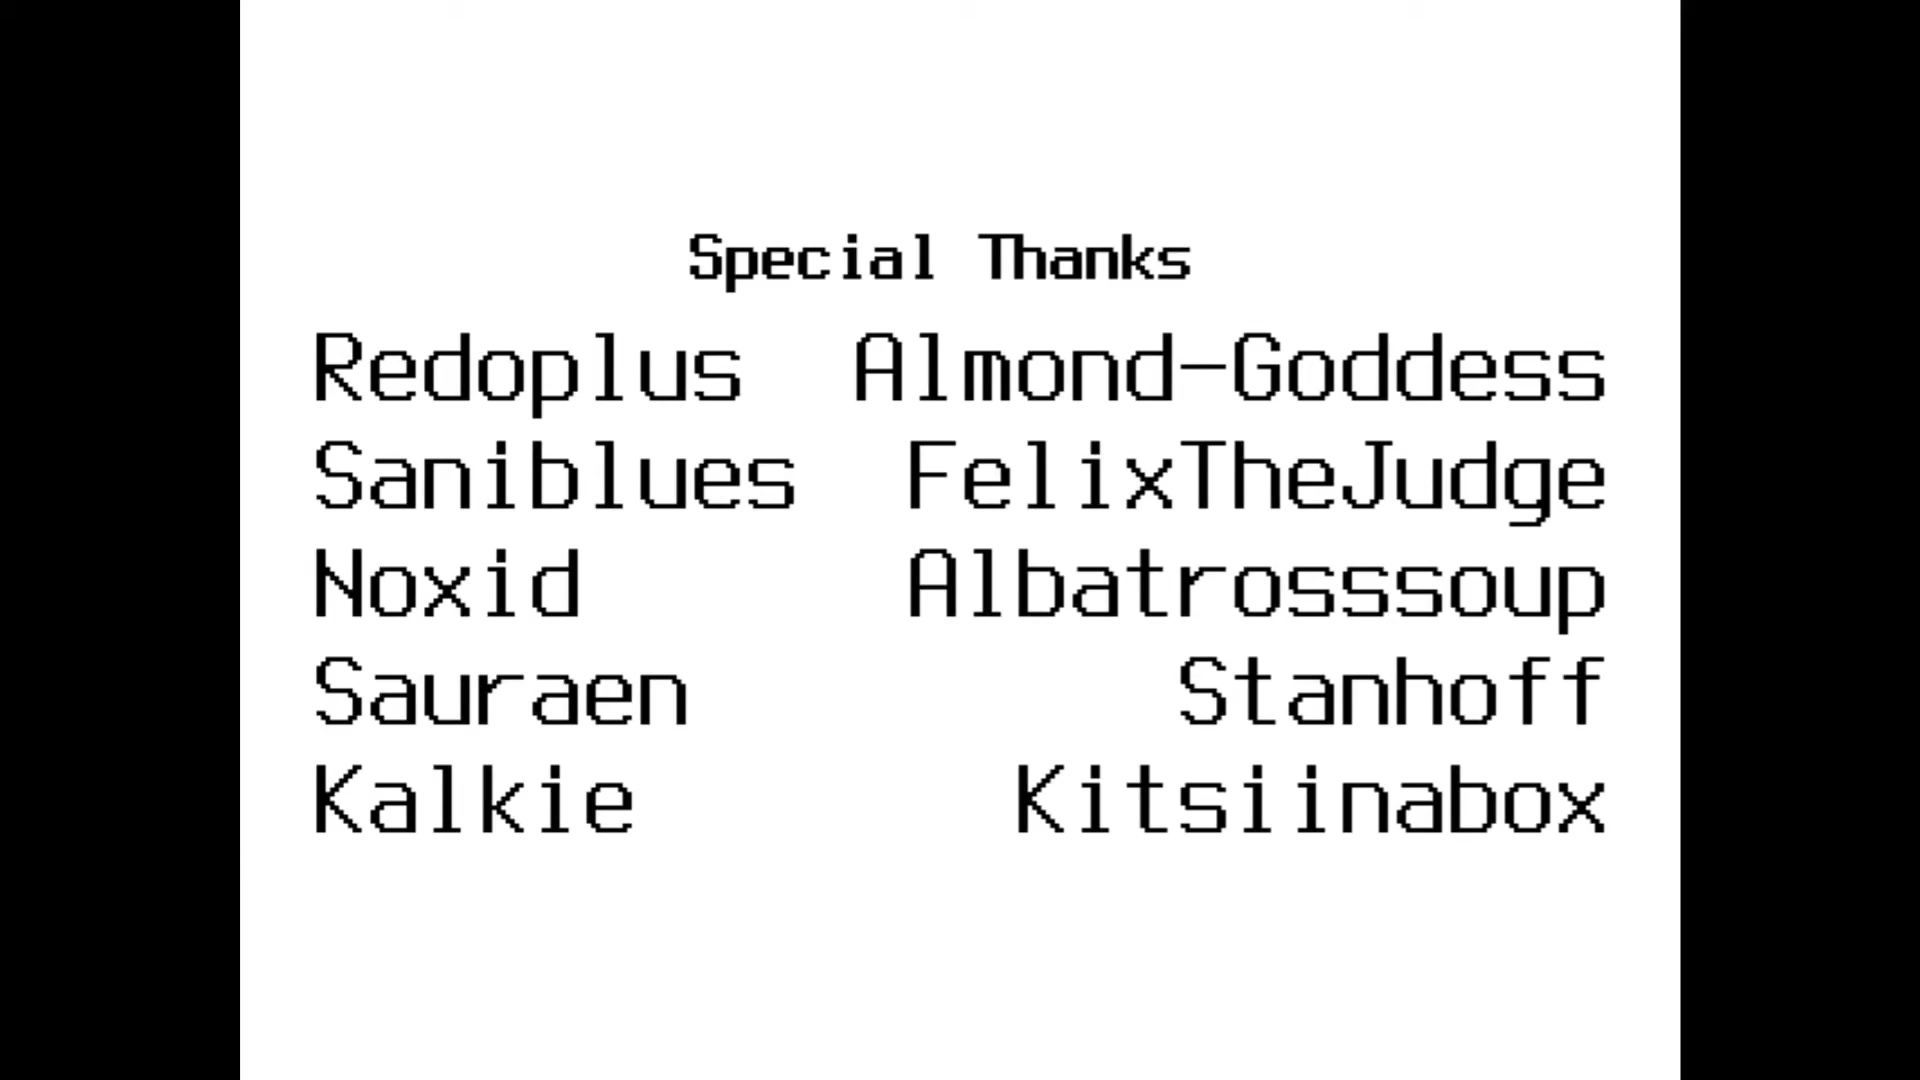 Special Thanks
Redoplus Almond-Goddess
Saniblues FelixTheJudge
Noxid Albatrosssoup
Sauraen Stanhoff
Kalkie Kitsiinabox